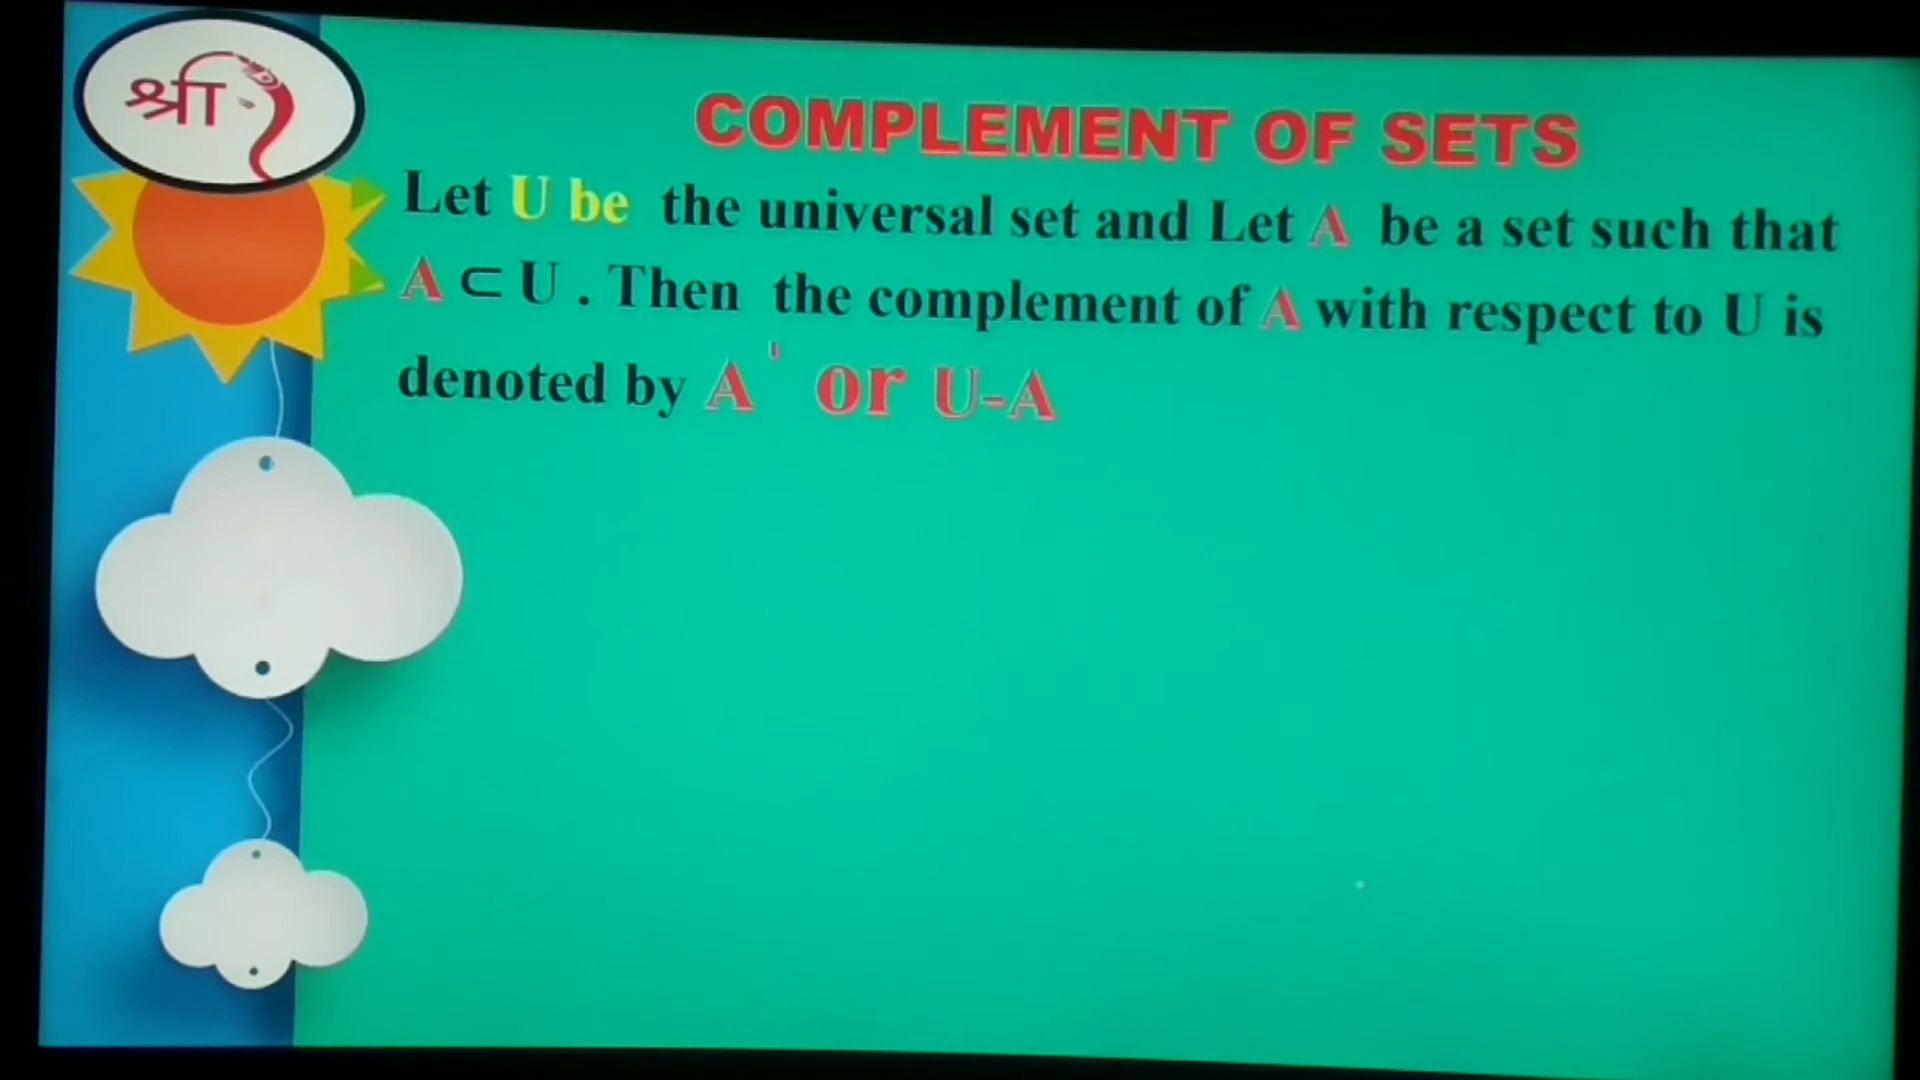 श्री
COMPLEMENT OF SETS
Let U be the universal set and Let A be a set such that
A ⊂ U . Then the complement of A with respect to U is
denoted by A' or U-A